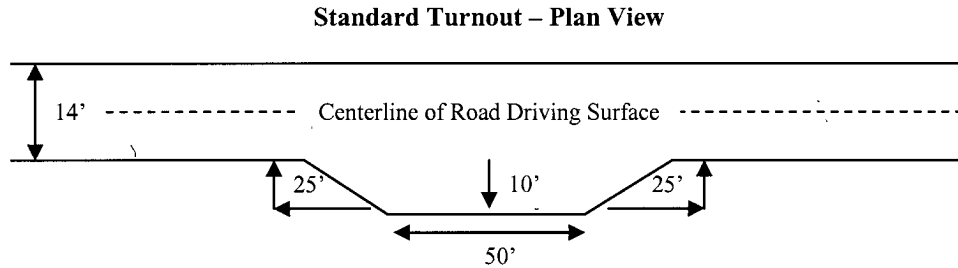 Standard Turnout – Plan View
14’
Centerline of Road Driving Surface
25’
10’
25’
50’